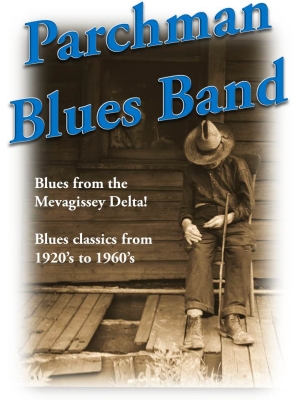 Parchman
Blues Band
Blues from the
Mevagissey Delta!
Blues classics from
1920's to 1960's